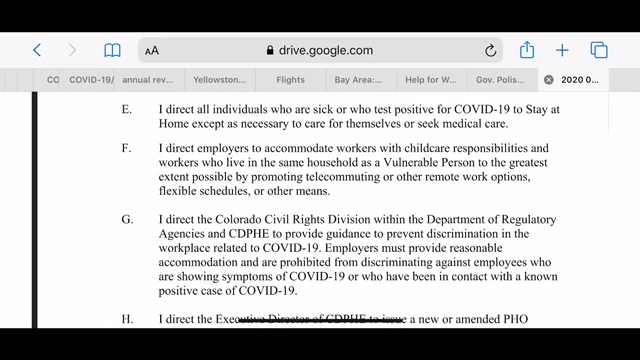 AA
drive.google.com
CO
COVID-19/
annual rev...
Yellowston...
Flights
Bay Area:...
Help for W...
Gov. Polis...
2020 0...
E. I direct all individuals who are sick or who test positive for COVID-19 to Stay at
Home except as necessary to care for themselves or seek medical care.
F. I direct employers to accommodate workers with childcare responsibilities and
workers who live in the same household as a Vulnerable Person to the greatest
extent possible by promoting telecommuting or other remote work options,
flexible schedules, or other means.
G. I direct the Colorado Civil Rights Division within the Department of Regulatory
Agencies and CDPHE to provide guidance to prevent discrimination in the
workplace related to COVID-19. Employers must provide reasonable
accommodation and are prohibited from discriminating against employees who
are showing symptoms of COVID-19 or who have been in contact with a known
positive case of COVID-19.
H. I direct the Executive Director of CDPHE to issue a new or amended PHO